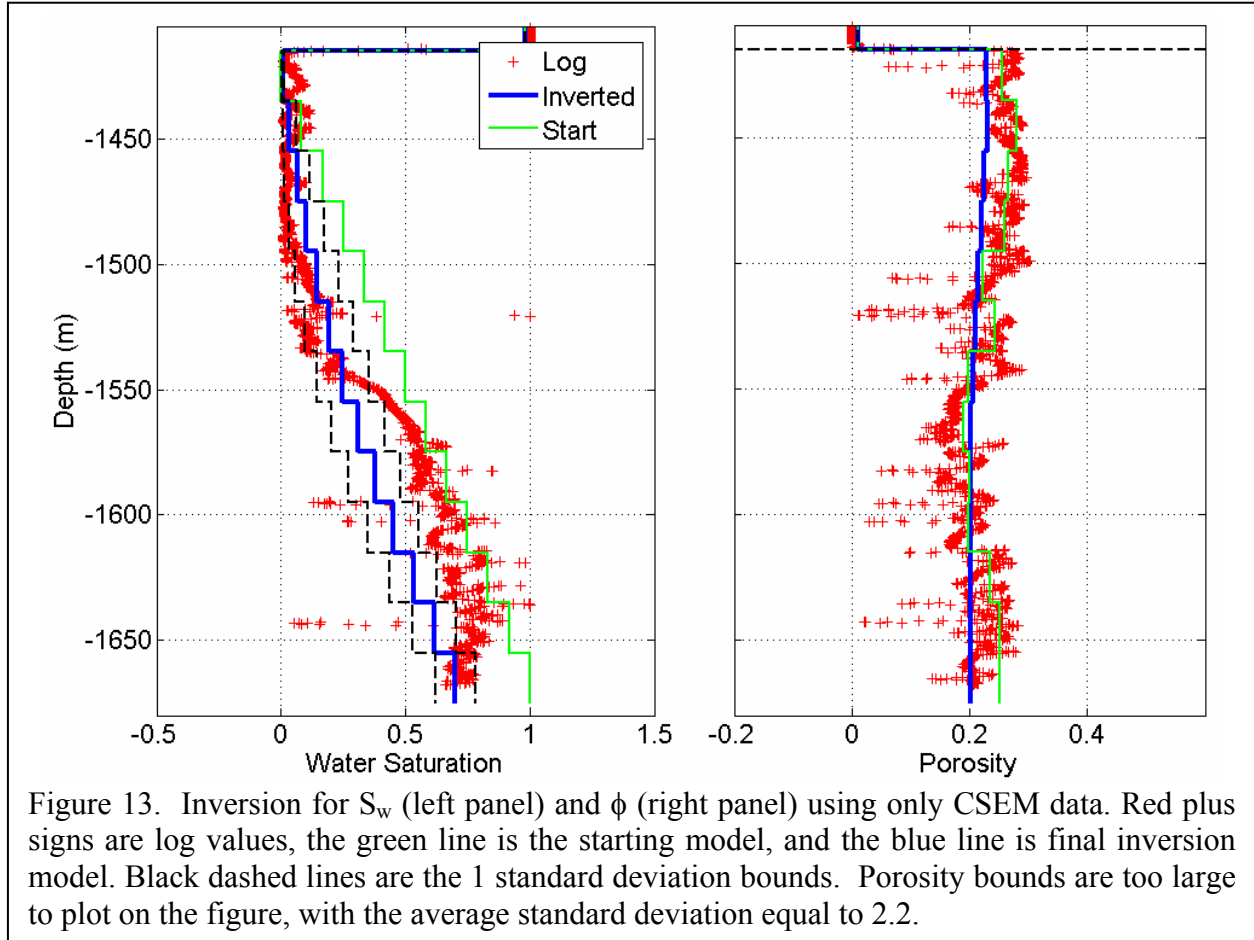 Log
Inverted
Start
Depth (m)
-1450
-1500
-1550
-1600
-1650
-0.5 0 0.5 1 1.5
Water Saturation
-0.2 0 0.2 0.4
Porosity
Figure 13. Inversion for Sw (left panel) and ϕ (right panel) using only CSEM data. Red plus
signs are log values, the green line is the starting model, and the blue line is final inversion
model. Black dashed lines are the 1 standard deviation bounds. Porosity bounds are too large
to plot on the figure, with the average standard deviation equal to 2.2.